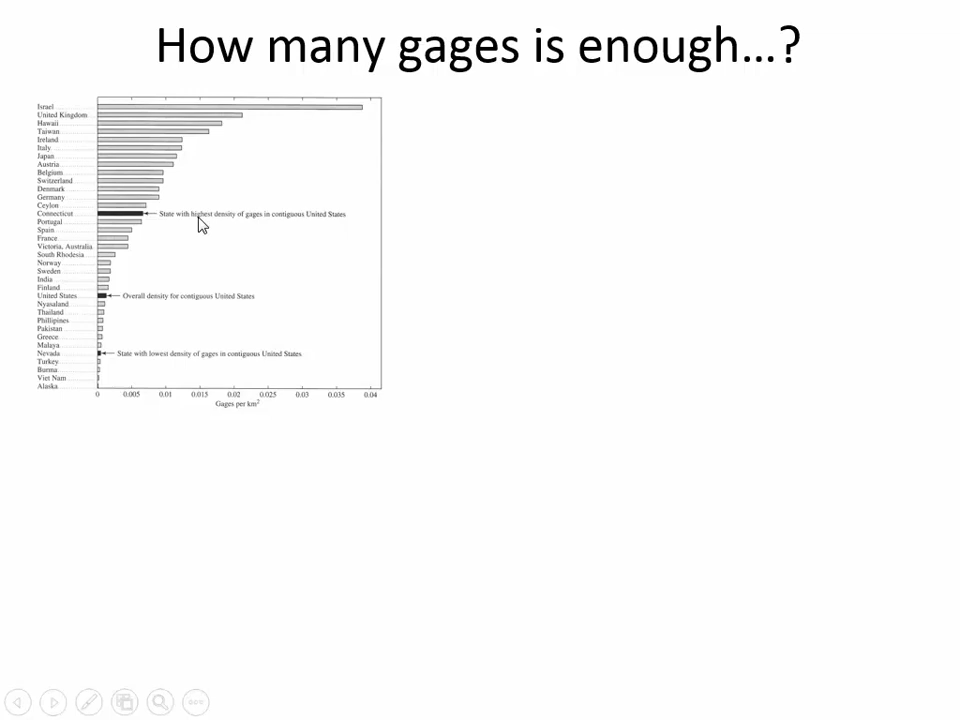 How many gages is enough...?
Israel
United Kingdom
Hawaii
Taiwan
Ireland
Italy
Japan
Austria
Belgium
Switzerland
Denmark
Germany
Ceylon
Connecticut State with highest density of gages in contiguous United States
Portugal
Spain
France
Victoria, Australia
South Rhodesia
Norway
Sweden
India
Finland
United States Overall density for contiguous United States
Nyasaland
Thailand
Phillipines
Pakistan
Greece
Malaya
Nevada State with lowest density of gages in contiguous United States
Turkey
Burma
Viet Nam
Alaska
0 0.005 0.01 0.015 0.02 0.025 0.03 0.035 0.04
Gages per km²